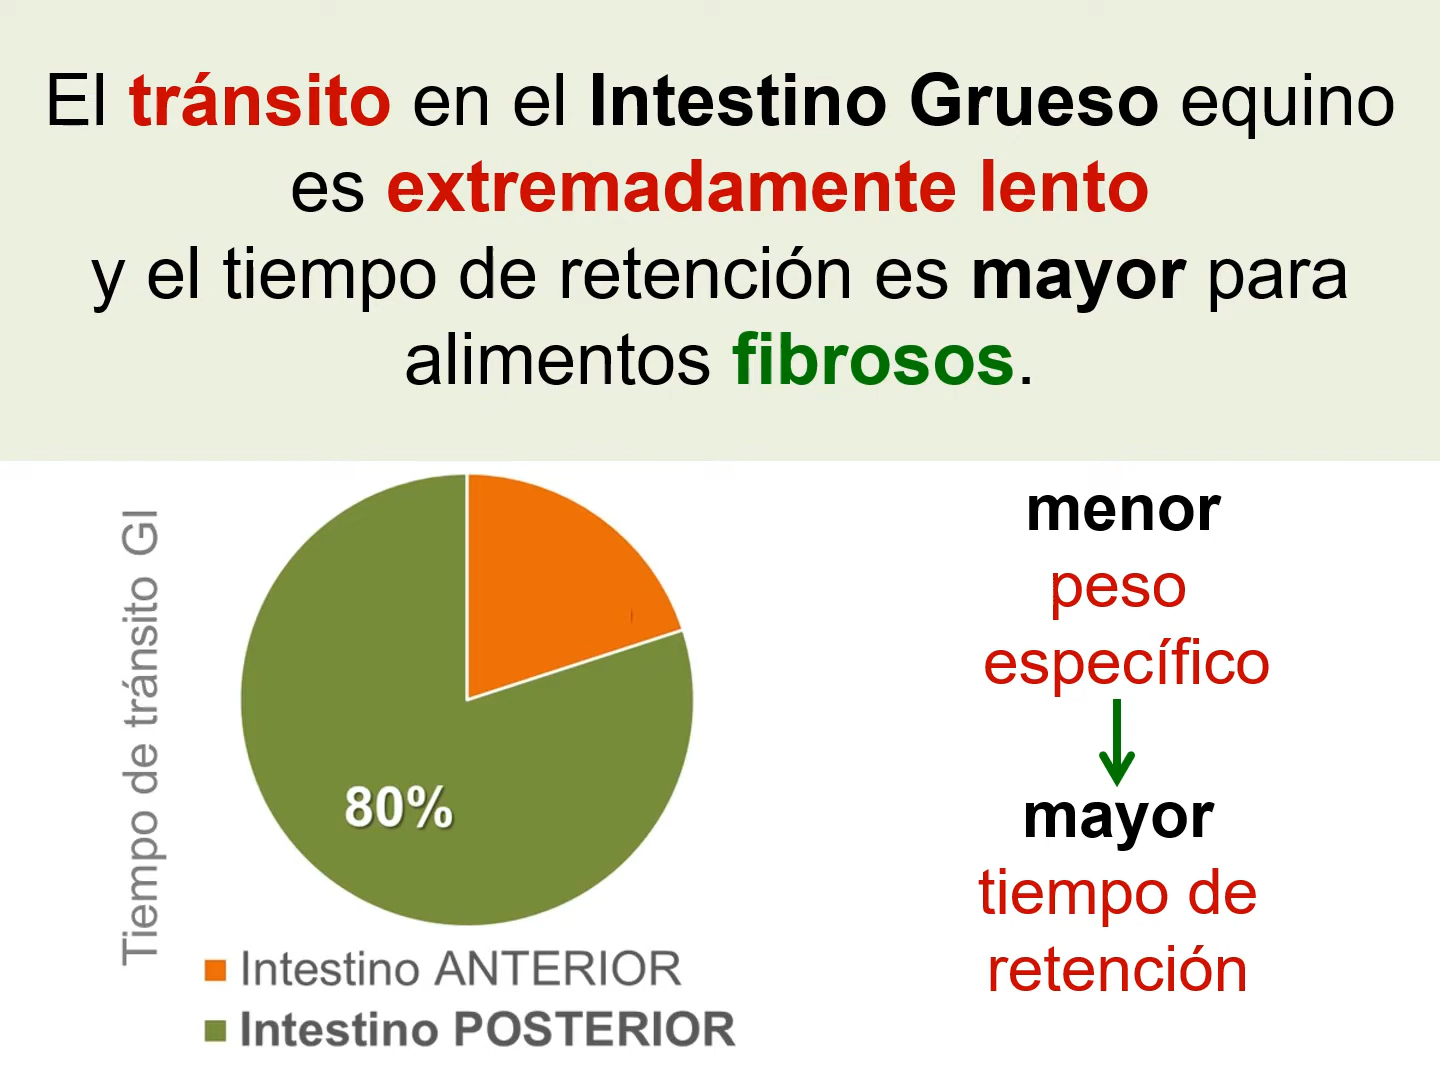 El tránsito en el Intestino Grueso equino
es extremadamente lento
y el tiempo de retención es mayor para
alimentos fibrosos.
Tiempo de tránsito GI
80%
Intestino ANTERIOR
Intestino POSTERIOR
menor
peso
específico
mayor
tiempo de
retención